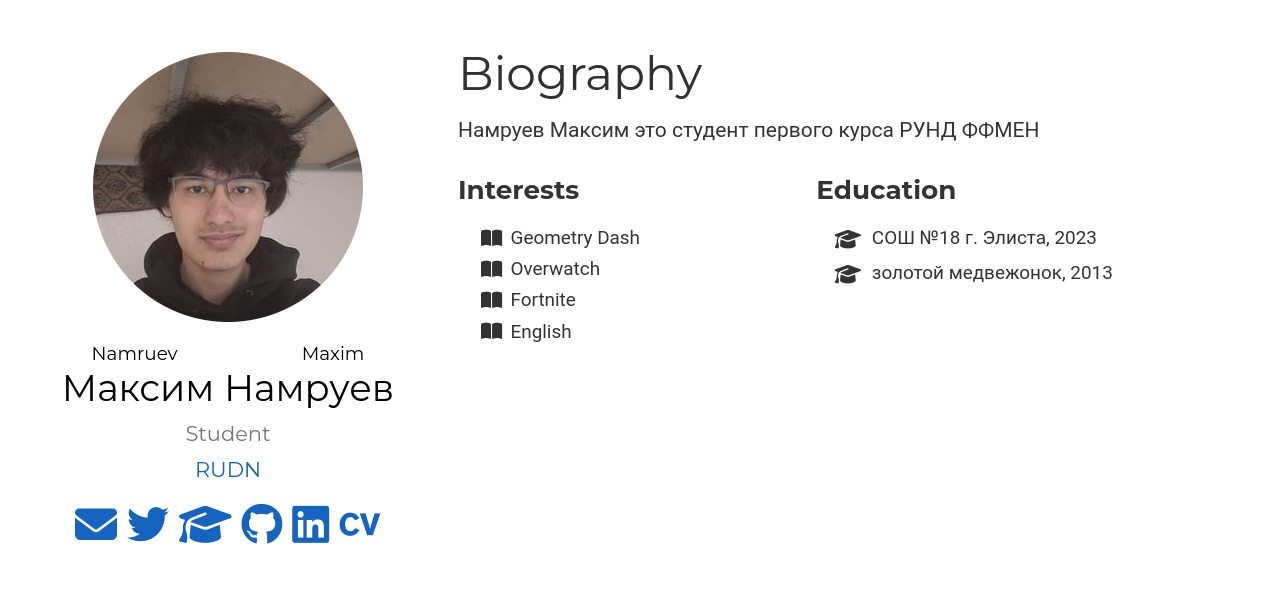 Namruev Maxim
Максим Намруев
Student
RUDN
CV
Biography
Намруев Максим это студент первого курса РУНД ФФМЕН
Interests
Geometry Dash
Overwatch
Fortnite
English
Education
СОШ №18 г. Элиста, 2023
золотой медвежонок, 2013